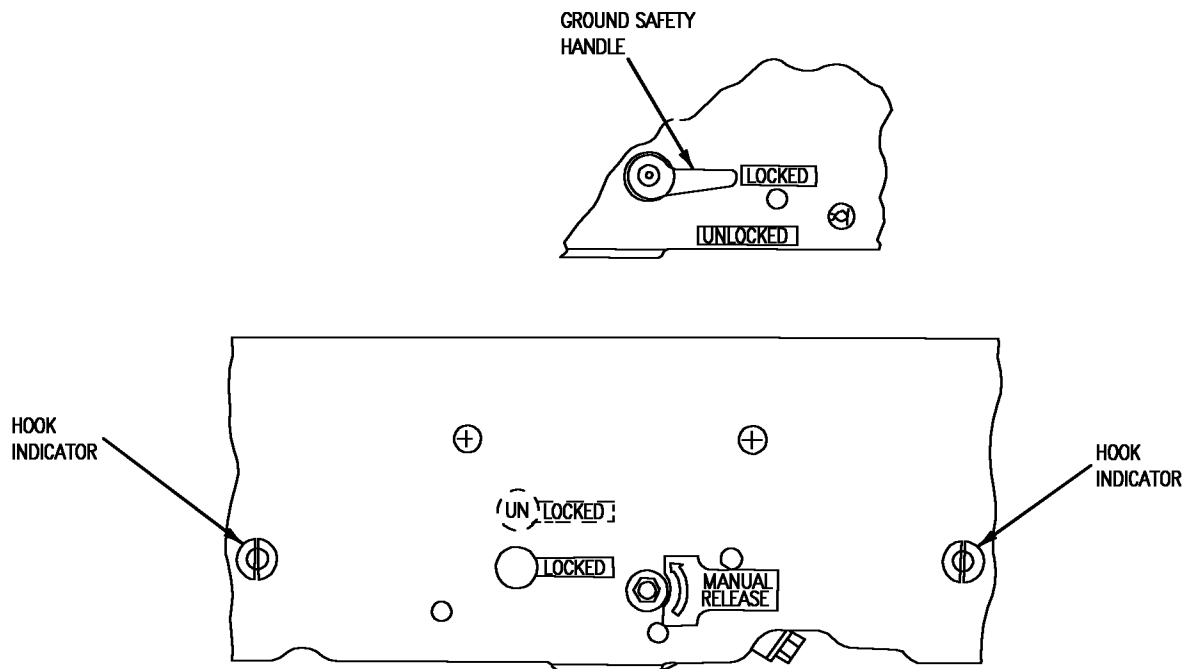 GROUND SAFETY
HANDLE
LOCKED
UNLOCKED
HOOK
INDICATOR
HOOK
INDICATOR
UN LOCKED
LOCKED
MANUAL
RELEASE